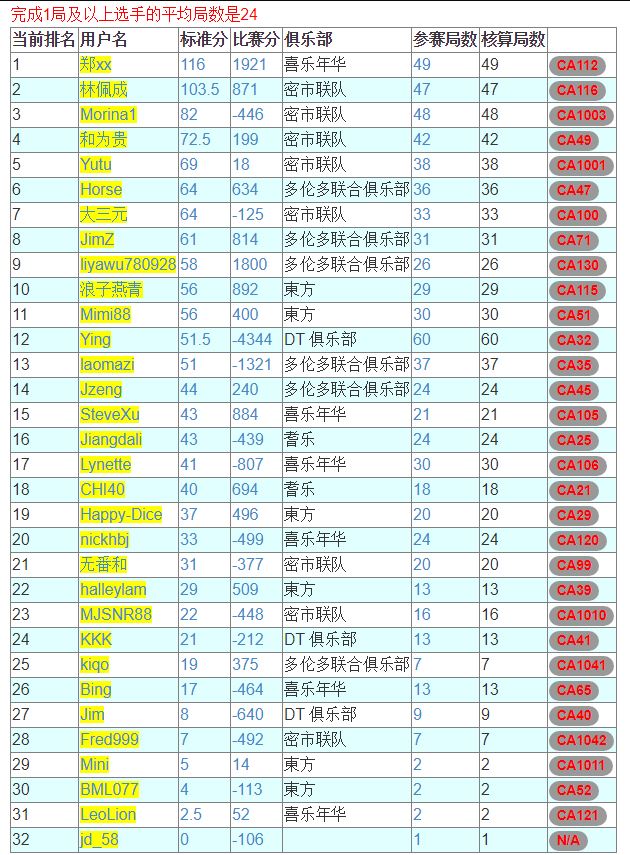 完成1局及以上选手的平均局数是24
当前排名 用户名 标准分 比赛分 俱乐部 参赛局数 核算局数
1 郑xx 116 1921 喜乐年华 49 49 CA112
2 林佩成 103.5 871 密市联队 47 47 CA116
3 Morina1 82 -446 密市联队 48 48 CA1003
4 和为贵 72.5 199 密市联队 42 42 CA49
5 Yutu 69 18 密市联队 38 38 CA1001
6 Horse 64 634 多伦多联合俱乐部 36 36 CA47
7 大三元 64 -125 密市联队 33 33 CA100
8 JimZ 61 814 多伦多联合俱乐部 31 31 CA71
9 liyawu780928 58 1800 多伦多联合俱乐部 26 26 CA130
10 浪子燕青 56 892 東方 29 29 CA115
11 Mimi88 56 400 東方 30 30 CA51
12 Ying 51.5 -4344 DT 俱乐部 60 60 CA32
13 laomazi 51 -1321 多伦多联合俱乐部 37 37 CA35
14 Jzeng 44 240 多伦多联合俱乐部 24 24 CA45
15 SteveXu 43 884 喜乐年华 21 21 CA105
16 Jiangdali 43 -439 耆乐 24 24 CA25
17 Lynette 41 -807 喜乐年华 30 30 CA106
18 CHI40 40 694 耆乐 18 18 CA21
19 Happy-Dice 37 496 東方 20 20 CA29
20 nickhbj 33 -499 喜乐年华 24 24 CA120
21 无番和 31 -377 密市联队 20 20 CA99
22 halleylam 29 509 東方 13 13 CA39
23 MJSNR88 22 -448 密市联队 16 16 CA1010
24 KKK 21 -212 DT 俱乐部 13 13 CA41
25 kiqo 19 375 多伦多联合俱乐部 7 7 CA1041
26 Bing 17 -464 喜乐年华 13 13 CA65
27 Jim 8 -640 DT 俱乐部 9 9 CA40
28 Fred999 7 -492 密市联队 7 7 CA1042
29 Mini 5 14 東方 2 2 CA1011
30 BML077 4 -113 東方 2 2 CA52
31 LeoLion 2.5 52 喜乐年华 2 2 CA121
32 jd_58 0 -106 1 1 N/A